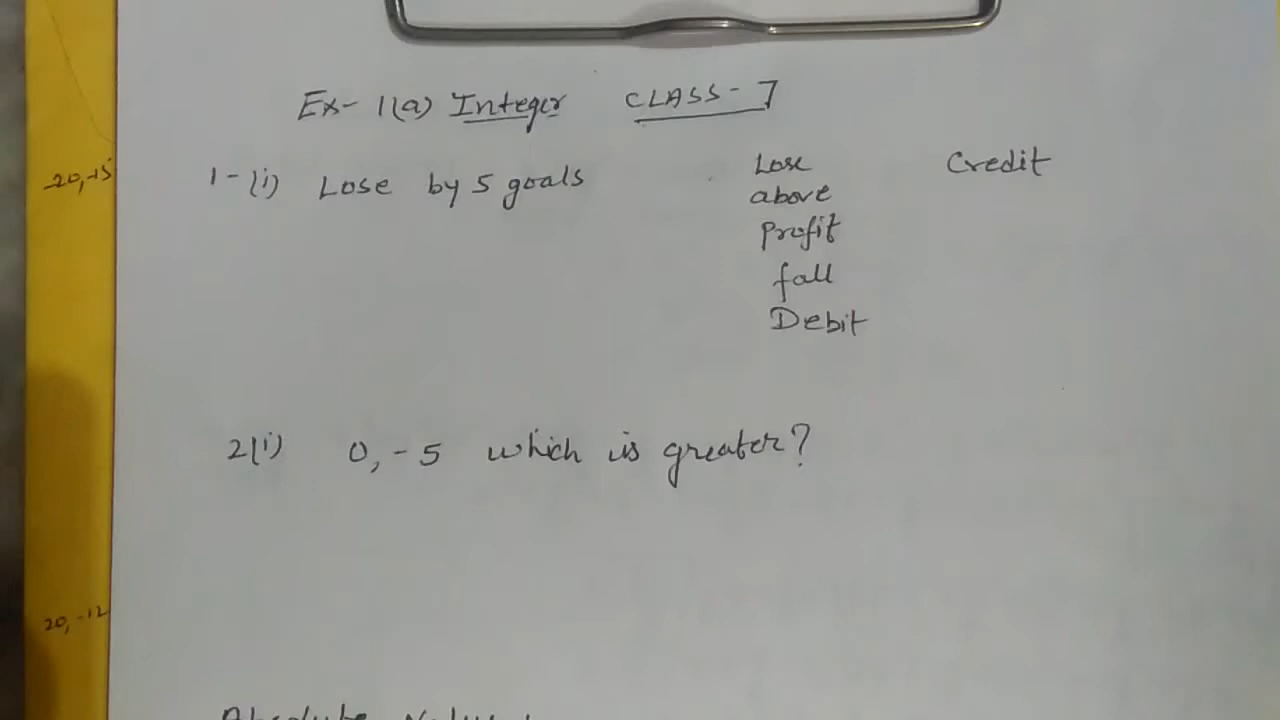 Ex- 1(a) Integer CLASS- 7
1-(i) Lose by 5 goals
Lose
above
Profit
fall
Debit
Credit
-20,-15
2(i) 0, -5 which is greater?
20,-12
Absolute